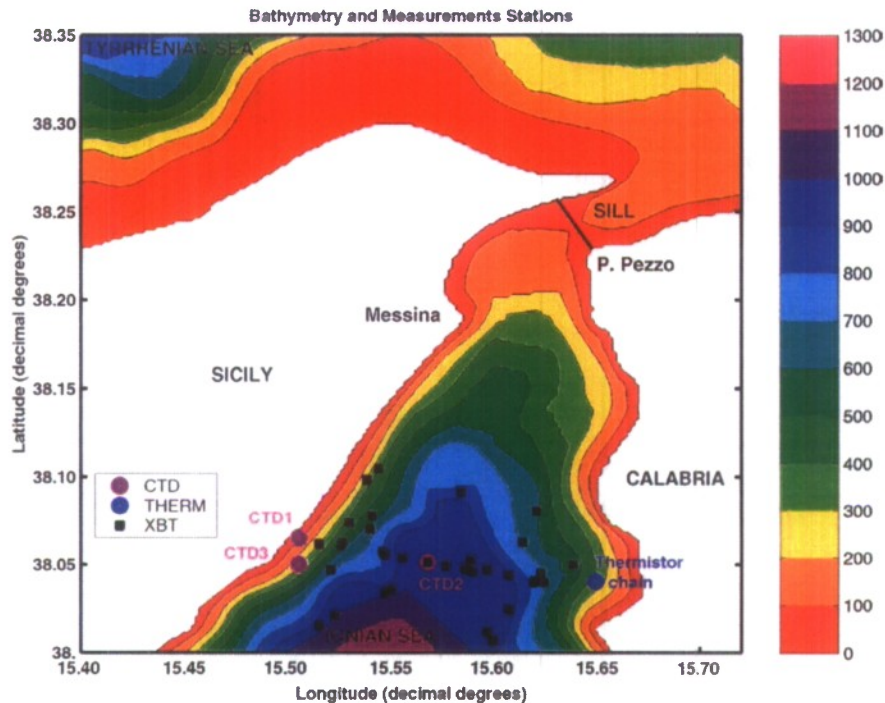 Bathymetry and Measurements Stations
38.35
38.30
38.25
38.20
38.15
38.10
38.05
38.
Latitude (decimal degrees)
TYRRHENIAN SEA
SILL
P. Pezzo
Messina
SICILY
CALABRIA
CTD
THERM
XBT
CTD1
CTD3
CTD2
Thermistor
chain
IONIAN SEA
15.40
15.45
15.50
15.55
15.60
15.65
15.70
Longitude (decimal degrees)
1300
1200
1100
1000
900
800
700
600
500
400
300
200
100
0